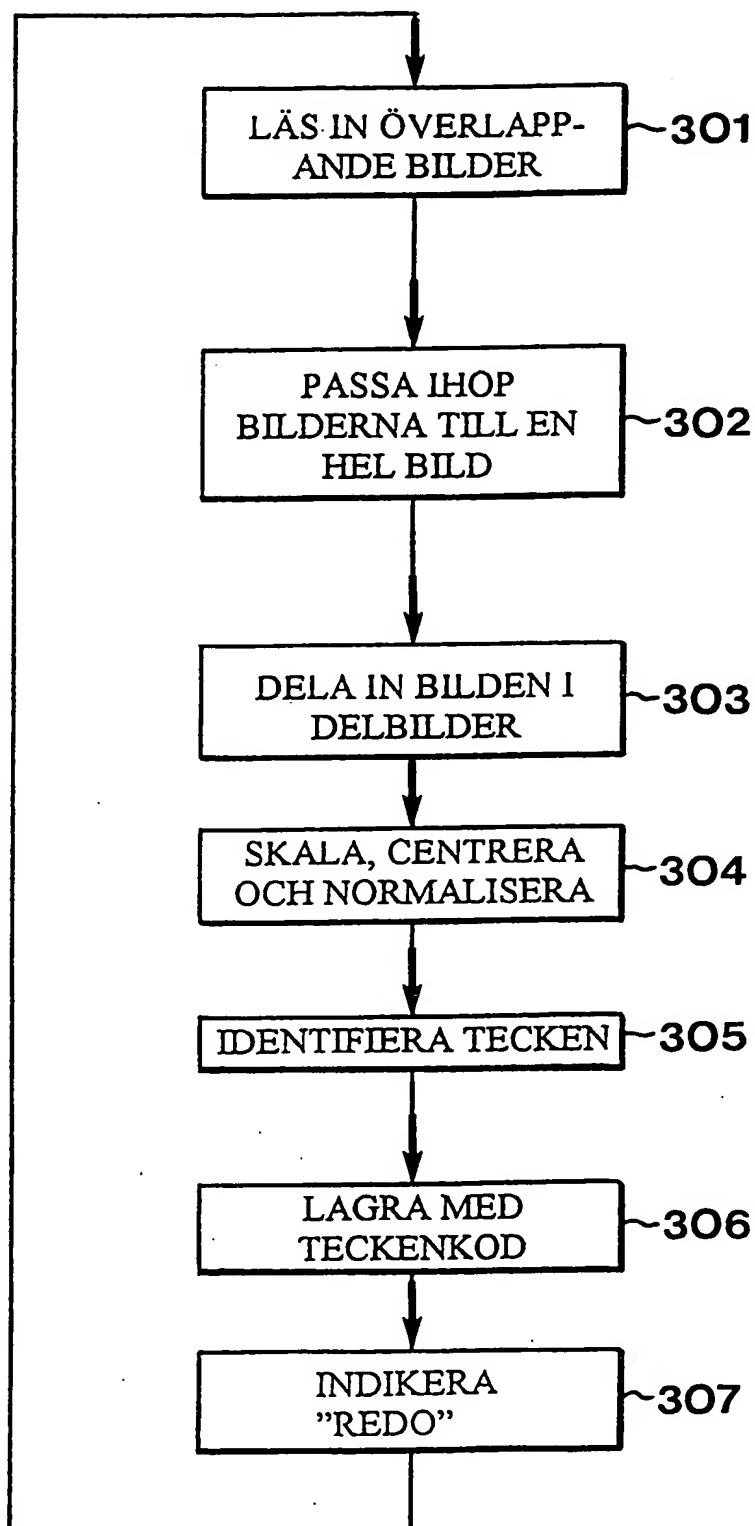 LÄS IN ÖVERLAPP-
ANDE BILDER
301
PASSA IHOP
BILDERNA TILL EN
HEL BILD
302
DELA IN BILDEN I
DELBILDER
303
SKALA, CENTRERA
OCH NORMALISERA
304
IDENTIFIERA TECKEN
305
LAGRA MED
TECKENKOD
306
INDIKERA
”REDO”
307